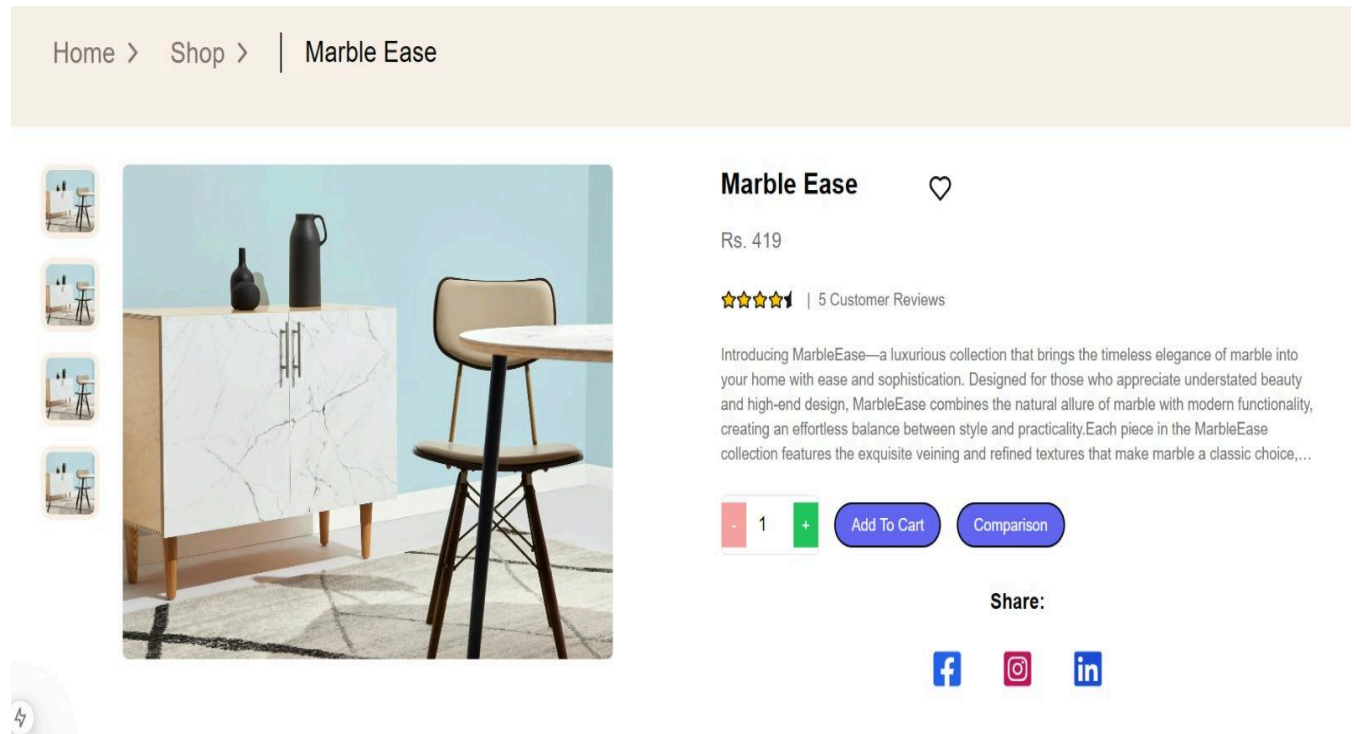 Home > Shop > | Marble Ease
Marble Ease
Rs. 419
| 5 Customer Reviews
Introducing MarbleEase—a luxurious collection that brings the timeless elegance of marble into
your home with ease and sophistication. Designed for those who appreciate understated beauty
and high-end design, MarbleEase combines the natural allure of marble with modern functionality,
creating an effortless balance between style and practicality.Each piece in the MarbleEase
collection features the exquisite veining and refined textures that make marble a classic choice,...
- 1 + Add To Cart Comparison
Share: